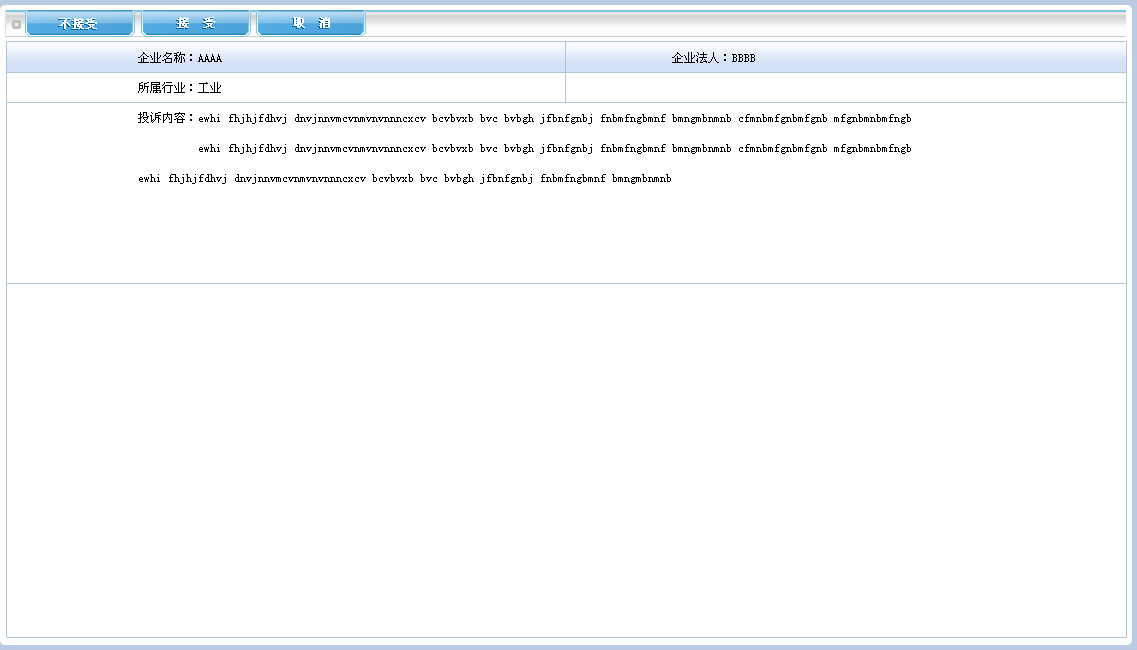 不接受 接 受 取 消
企业名称：AAAA 企业法人：BBBB
所属行业：工业
投诉内容：ewhi fhjhjfdhvj dnvjnnvmcvnmvnvnnncxcv bcvbvxb bvc bvbgh jfbnfgnbj fnbmfngbmnf bmngmbnmnb cfmnbmfgnbmfgnb mfgnbmnbmfngb
ewhi fhjhjfdhvj dnvjnnvmcvnmvnvnnncxcv bcvbvxb bvc bvbgh jfbnfgnbj fnbmfngbmnf bmngmbnmnb cfmnbmfgnbmfgnb mfgnbmnbmfngb
ewhi fhjhjfdhvj dnvjnnvmcvnmvnvnnncxcv bcvbvxb bvc bvbgh jfbnfgnbj fnbmfngbmnf bmngmbnmnb